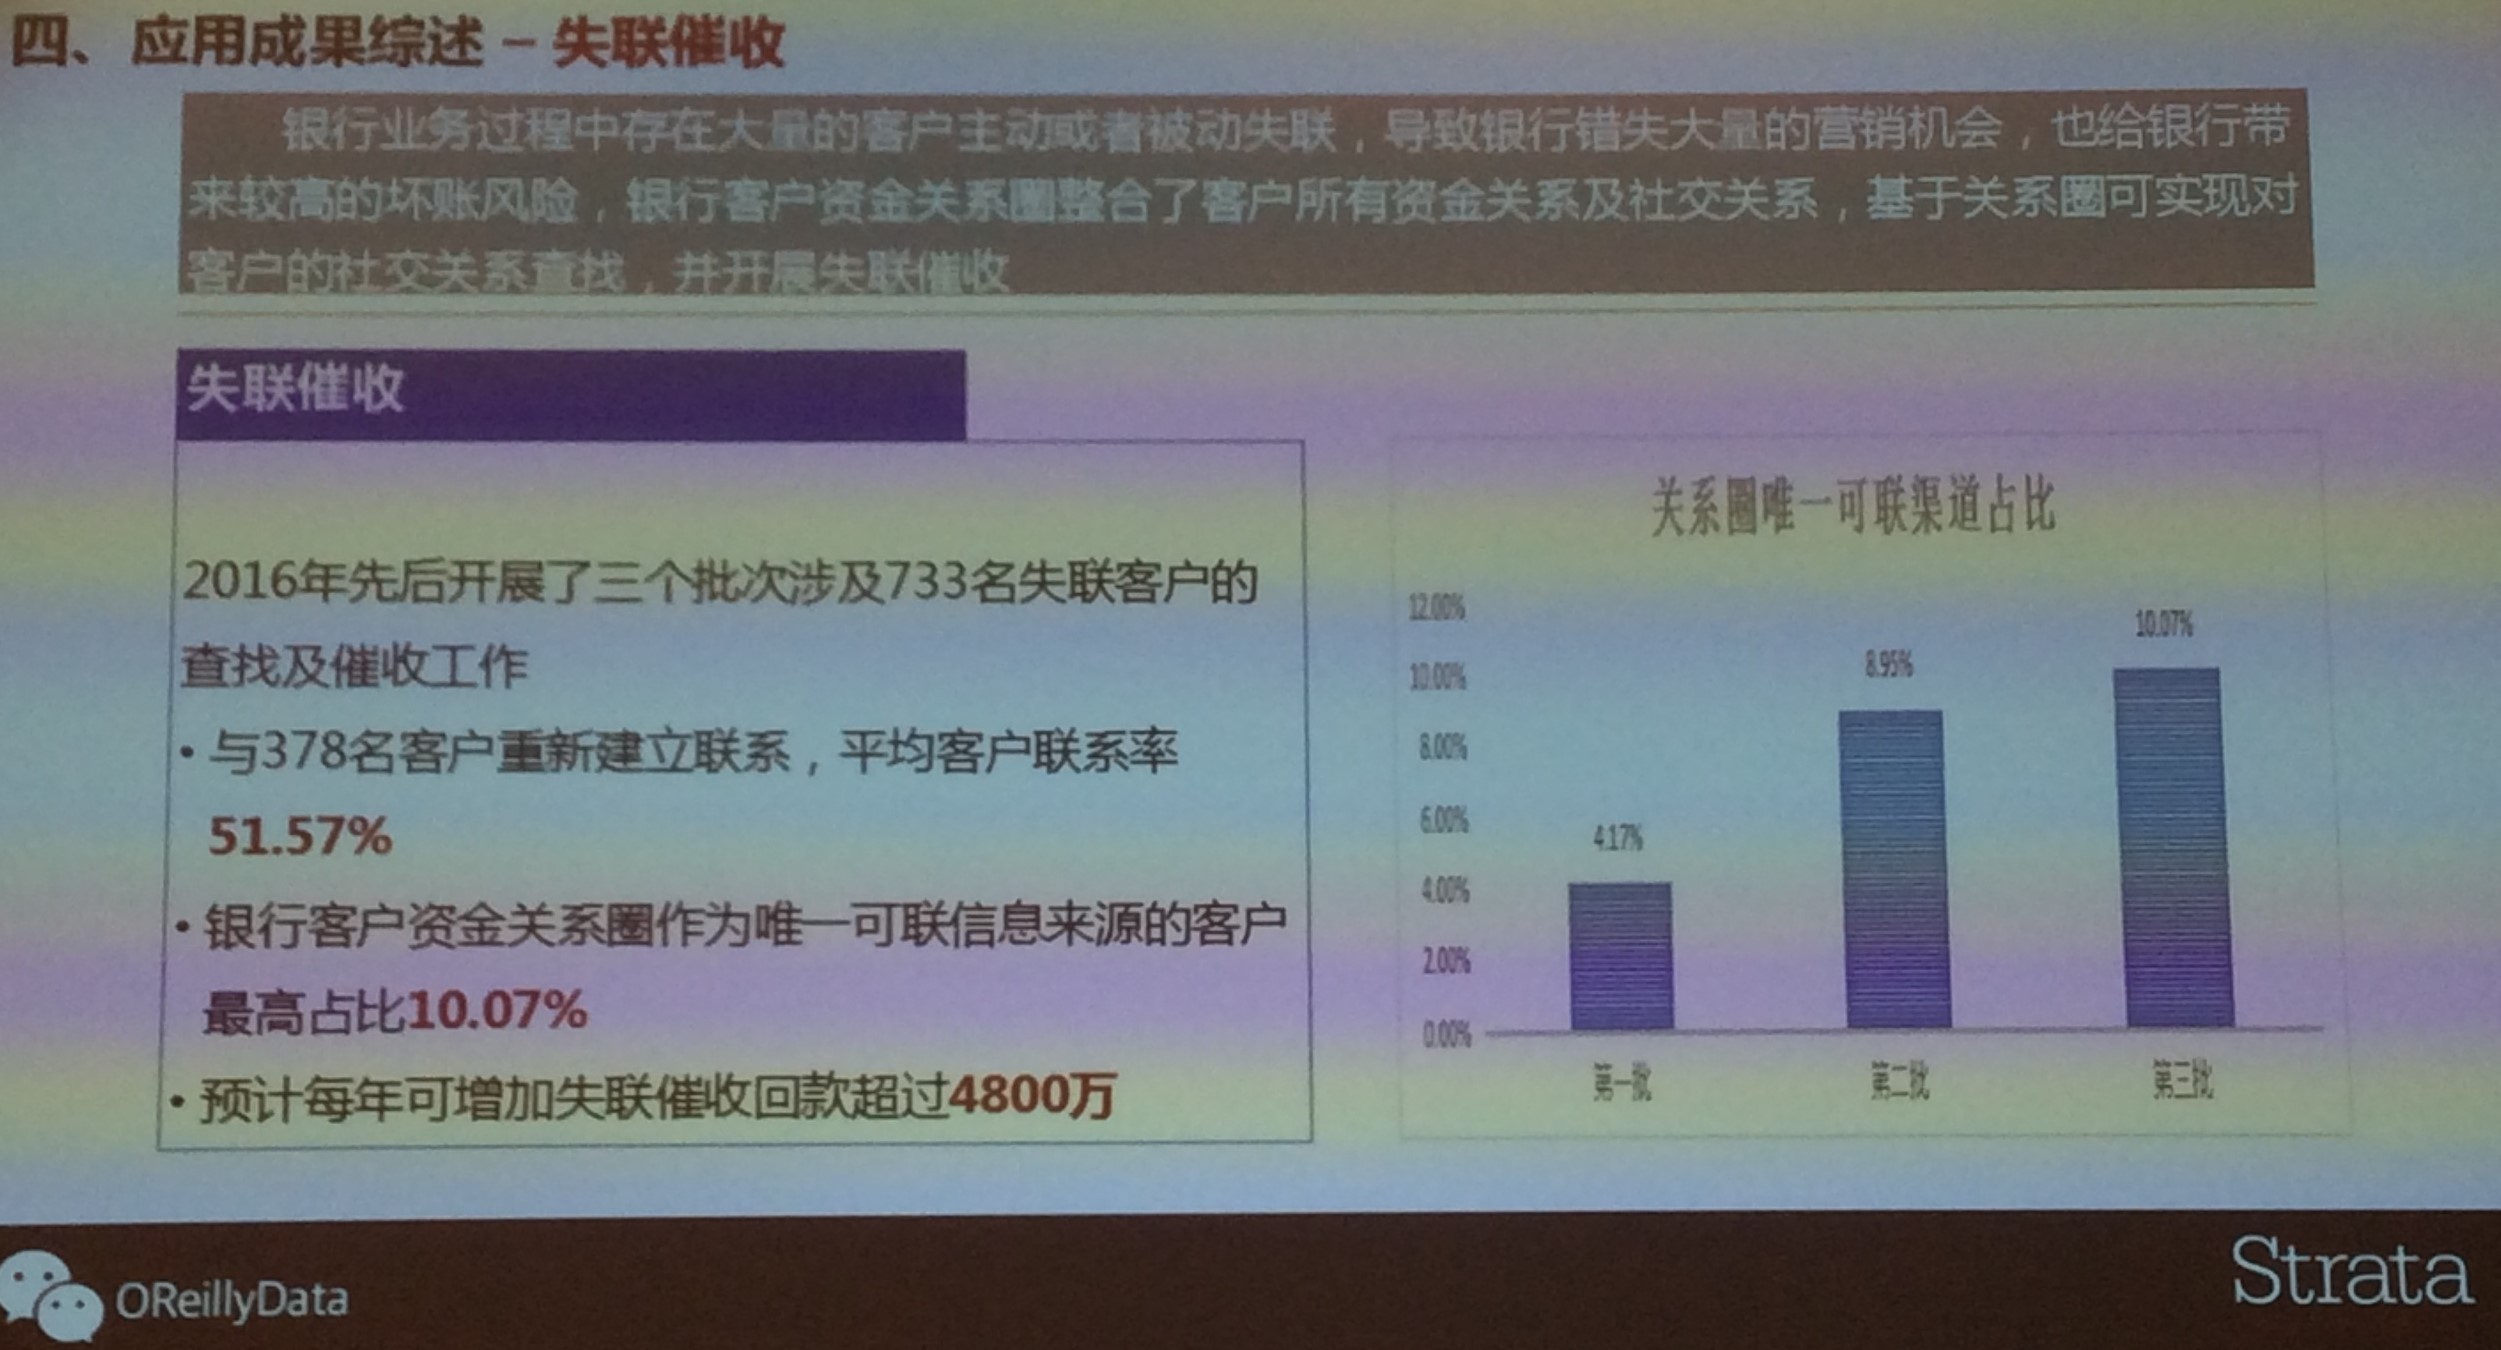 四、应用成果综述 – 失联催收
银行业务过程中存在大量的客户主动或者被动失联，导致银行错失大量的营销机会，也给银行带
来较高的坏账风险，银行客户资金关系圈整合了客户所有资金关系及社交关系，基于关系圈可实现对
客户的社交关系查找，并开展失联催收
失联催收
2016年先后开展了三个批次涉及733名失联客户的
查找及催收工作
• 与378名客户重新建立联系，平均客户联系率
51.57%
• 银行客户资金关系圈作为唯一可联信息来源的客户
最高占比10.07%
• 预计每年可增加失联催收回款超过4800万
关系圈唯一可联渠道占比
12.00%
10.00%
8.00%
6.00%
4.00%
2.00%
0.00%
4.17%
8.95%
10.07%
第一批
第二批
第三批
OReillyData
Strata